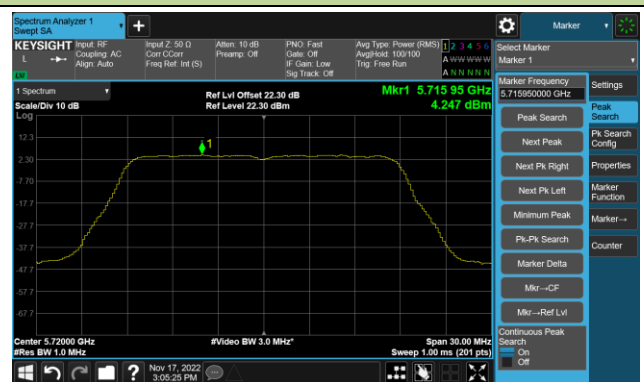 Spectrum Analyzer 1
Swept SA
Marker
KEYSIGHT
L
Input: RF
Coupling: AC
Align: Auto
Input Z: 50 Ω
Corr CCorr
Freq Ref: Int (S)
Atten: 10 dB
Preamp: Off
PNO: Fast
Gate: Off
IF Gain: Low
Sig Track: Off
Avg Type: Power (RMS)
Avg|Hold: 100/100
Trig: Free Run
1 2 3 4 5 6
A W W W W W
A N N N N N
LW
Select Marker
Marker 1
1 Spectrum
Scale/Div 10 dB
Log
Ref Lvl Offset 22.30 dB
Ref Level 22.30 dBm
Mkr1 5.715 95 GHz
4.247 dBm
1
12.3
2.30
-7.70
-17.7
-27.7
-37.7
-47.7
-57.7
-67.7
Center 5.72000 GHz
#Res BW 1.0 MHz
#Video BW 3.0 MHz*
Span 30.00 MHz
Sweep 1.00 ms (201 pts)
Marker Frequency
5.715950000 GHz
Peak Search
Next Peak
Next Pk Right
Next Pk Left
Minimum Peak
Pk-Pk Search
Marker Delta
Mkr→CF
Mkr→Ref Lvl
Continuous Peak
Search
On
Off
Settings
Peak
Search
Pk Search
Config
Properties
Marker
Function
Marker→
Counter
Nov 17, 2022
3:05:25 PM